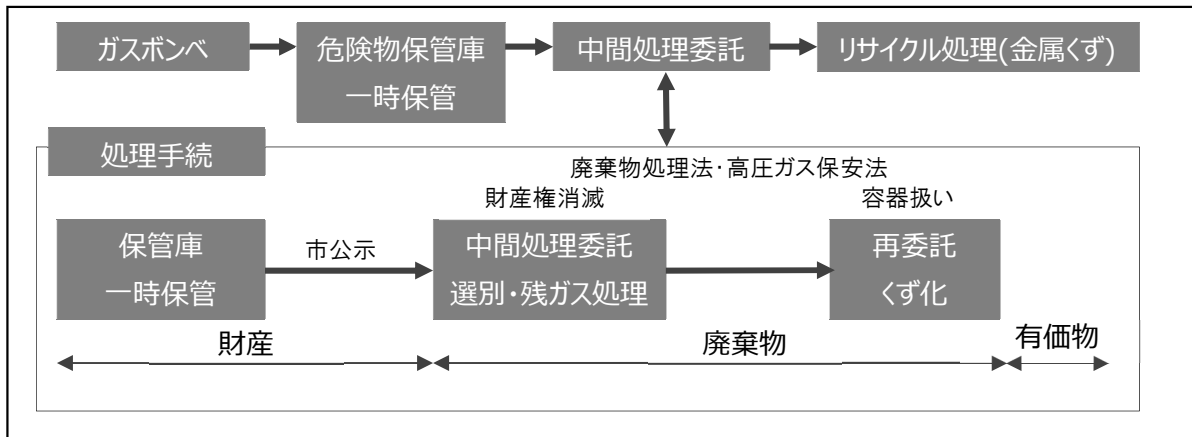 ガスボンベ
危険物保管庫
一時保管
中間処理委託
リサイクル処理(金属くず)
処理手続
廃棄物処理法・高圧ガス保安法
財産権消滅
容器扱い
保管庫
一時保管
市公示
中間処理委託
選別・残ガス処理
再委託
くず化
財産
廃棄物
有価物